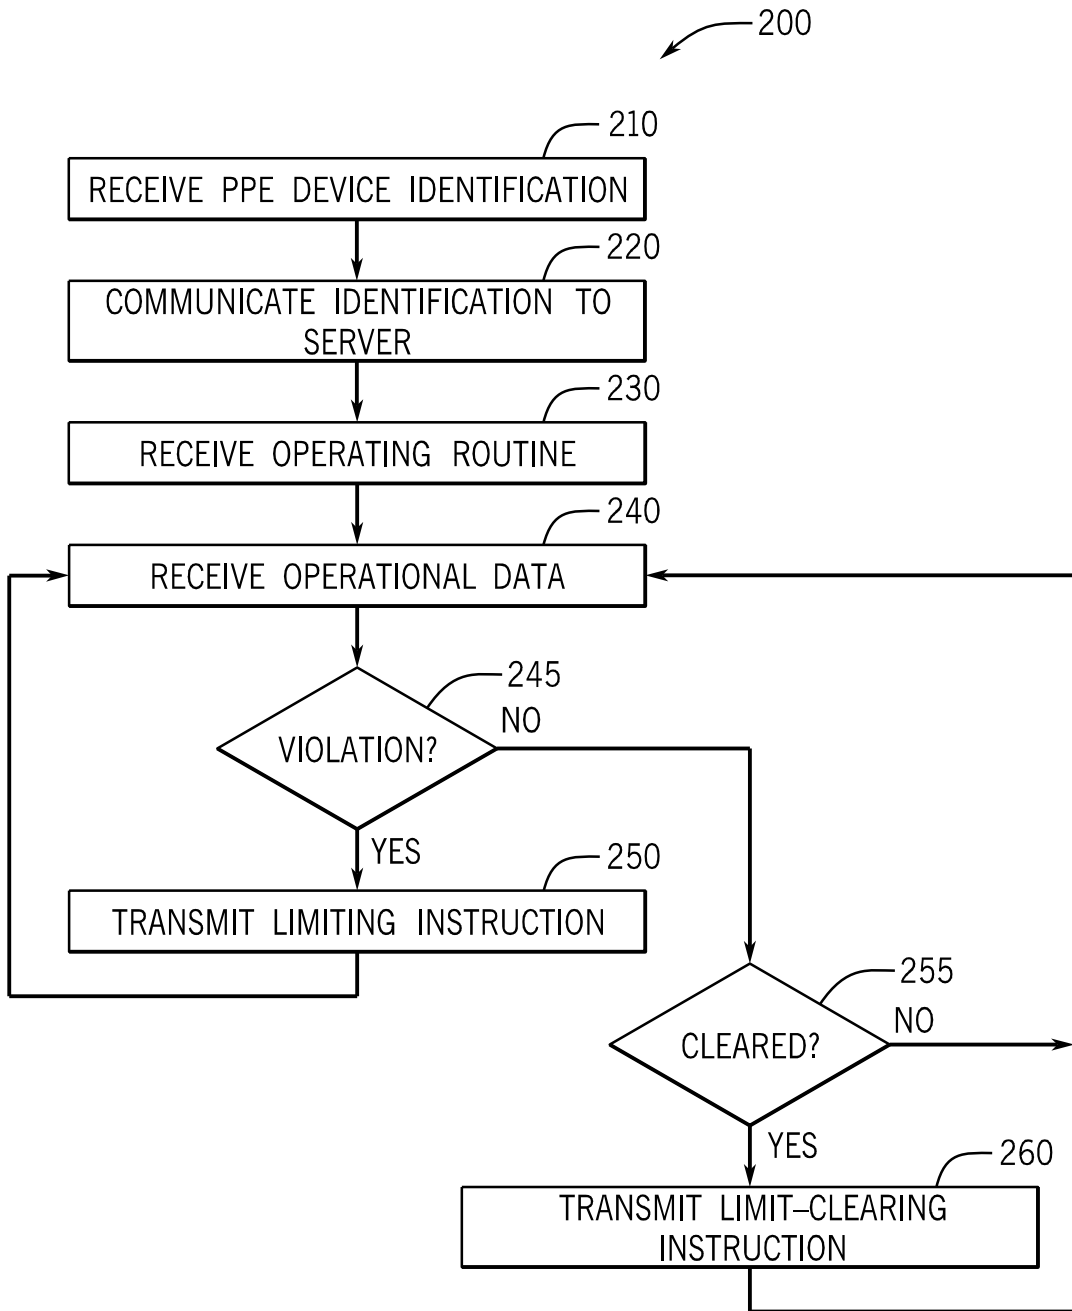 200
210
RECEIVE PPE DEVICE IDENTIFICATION
220
COMMUNICATE IDENTIFICATION TO
SERVER
230
RECEIVE OPERATING ROUTINE
240
RECEIVE OPERATIONAL DATA
245
NO
VIOLATION?
YES
250
TRANSMIT LIMITING INSTRUCTION
255
NO
CLEARED?
YES
260
TRANSMIT LIMIT–CLEARING
INSTRUCTION